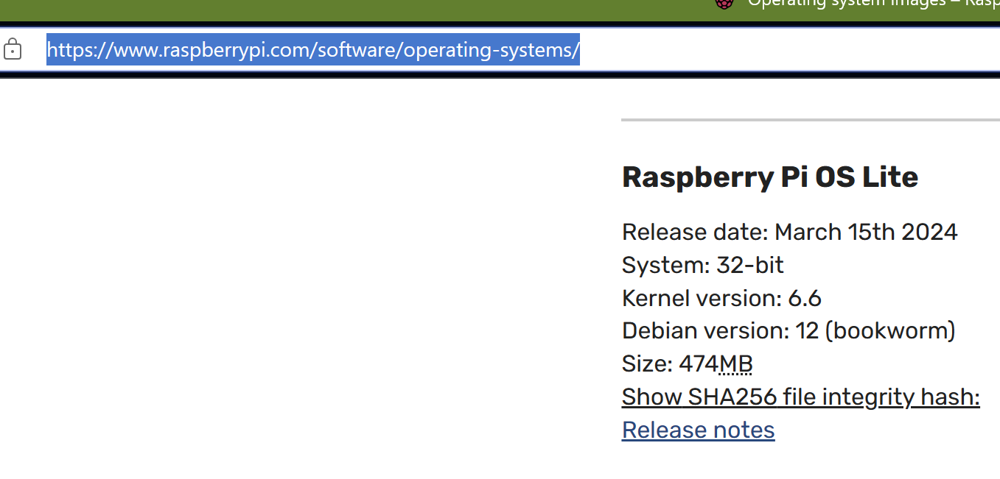 Operating system images – Rasp
https://www.raspberrypi.com/software/operating-systems/
Raspberry Pi OS Lite
Release date: March 15th 2024
System: 32-bit
Kernel version: 6.6
Debian version: 12 (bookworm)
Size: 474MB
Show SHA256 file integrity hash:
Release notes